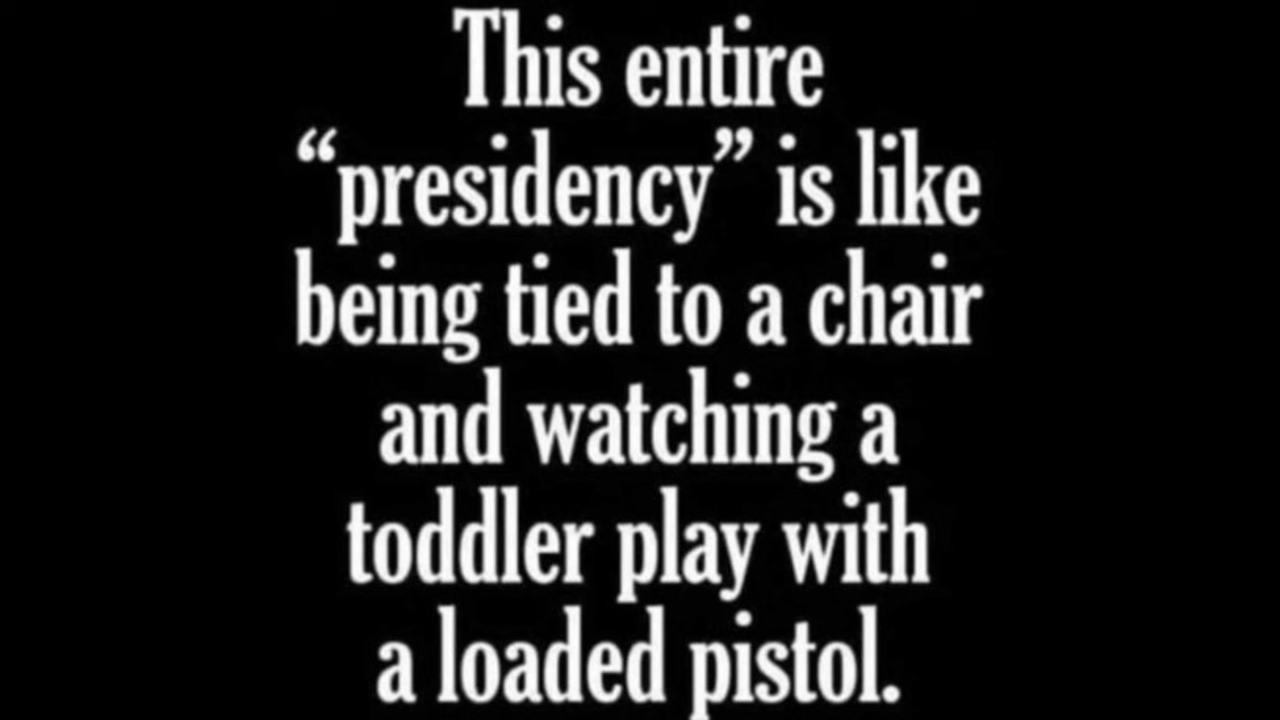 This entire
“presidency” is like
being tied to a chair
and watching a
toddler play with
a loaded pistol.